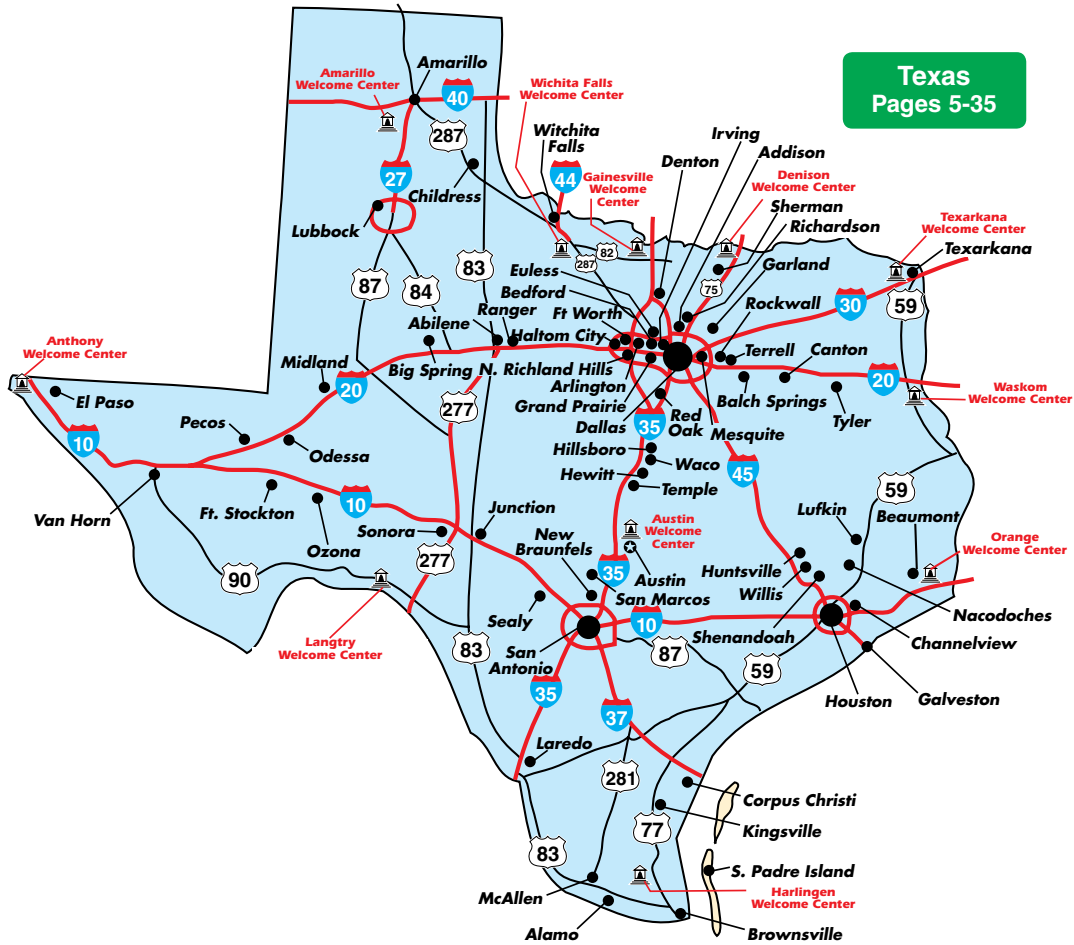 Texas
Pages 5-35
Amarillo
Amarillo
Welcome Center
40
287
Wichita Falls
Welcome Center
Witchita
Falls
44
Irving
Addison
Denton
Gainesville
Welcome
Center
Denison
Welcome Center
Sherman
Richardson
27
Childress
Lubbock
Texarkana
Welcome Center
Texarkana
82
287
83
Euless
75
Garland
87
84
Bedford
Rockwall
30
59
Ranger
Ft Worth
Abilene
Haltom City
Anthony
Welcome Center
Midland
20
Big Spring
N. Richland Hills
Terrell
Canton
Arlington
20
Waskom
Welcome Center
El Paso
277
Grand Prairie
Balch Springs
Tyler
Pecos
Dallas
Red
Oak
Mesquite
10
Odessa
35
Hillsboro
Waco
45
Hewitt
Temple
59
Van Horn
Ft. Stockton
10
Junction
Lufkin
Beaumont
Ozona
Sonora
New
Braunfels
Austin
Welcome
Center
Orange
Welcome Center
277
90
35
Austin
Huntsville
Willis
San Marcos
Sealy
10
Nacodoches
Langtry
Welcome Center
83
San
Antonio
87
Shenandoah
Channelview
59
35
Houston
Galveston
37
Laredo
281
Corpus Christi
77
Kingsville
83
S. Padre Island
McAllen
Harlingen
Welcome Center
Alamo
Brownsville